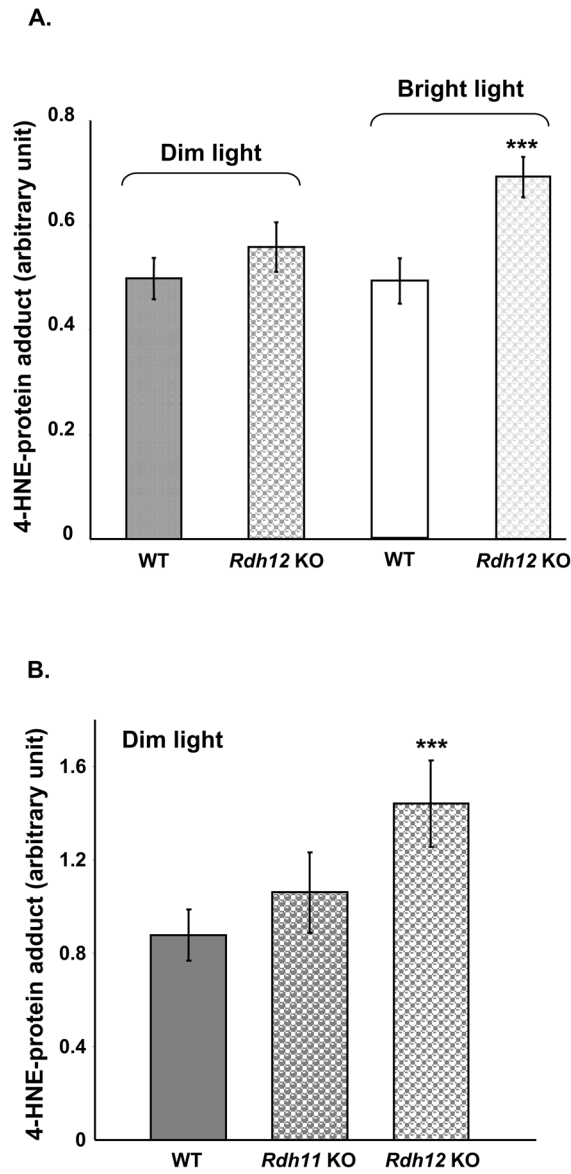 A.
4-HNE-protein adduct (arbitrary unit)
0.8
0.6
0.4
0.2
0
Dim light
Bright light
***
WT
Rdh12 KO
WT
Rdh12 KO
B.
4-HNE-protein adduct (arbitrary unit)
1.6
1.2
0.8
0.4
0
Dim light
***
WT
Rdh11 KO
Rdh12 KO